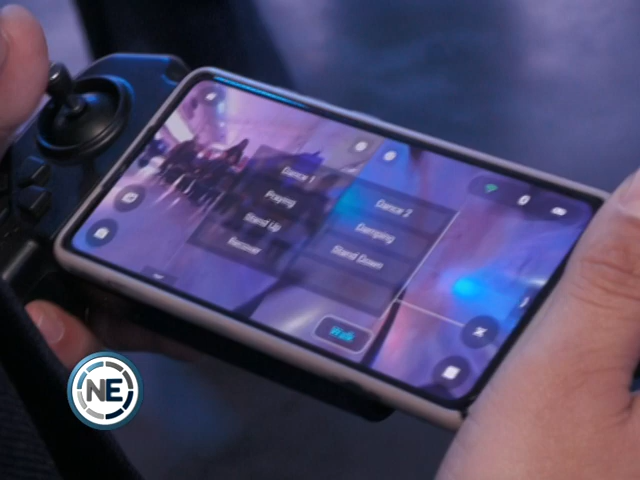 Dance 1
Dance 2
Playing
Damping
Stand Up
Stand Down
Recover
Walk
NE